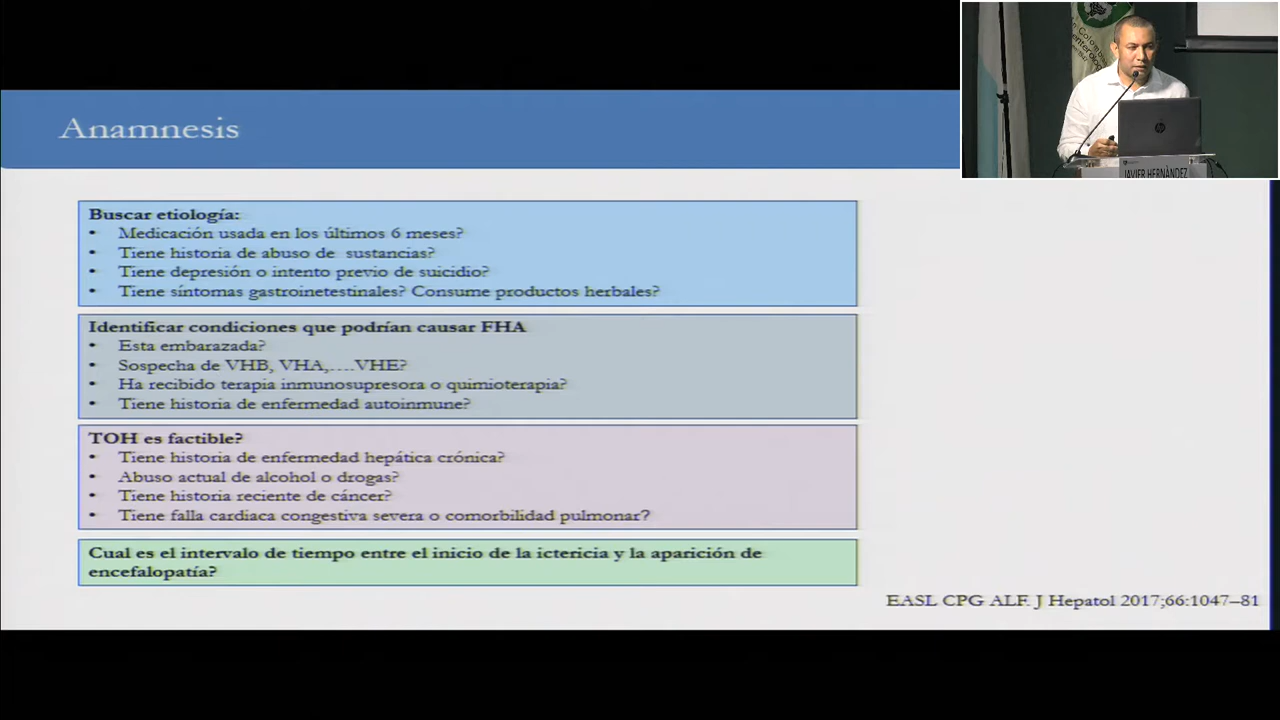 Anamnesis
Buscar etiología:
• Medicación usada en los últimos 6 meses?
• Tiene historia de abuso de sustancias?
• Tiene depresión o intento previo de suicidio?
• Tiene síntomas gastroinetestinales? Consume productos herbales?
Identificar condiciones que podrían causar FHA
• Esta embarazada?
• Sospecha de VHB, VHA,....VHE?
• Ha recibido terapia inmunosupresora o quimioterapia?
• Tiene historia de enfermedad autoinmune?
TOH es factible?
• Tiene historia de enfermedad hepática crónica?
• Abuso actual de alcohol o drogas?
• Tiene historia reciente de cáncer?
• Tiene falla cardiaca congestiva severa o comorbilidad pulmonar?
Cual es el intervalo de tiempo entre el inicio de la ictericia y la aparición de
encefalopatía?
EASL CPG ALF. J Hepatol 2017;66:1047–81
JAVIER HERNÀNDEZ
hp